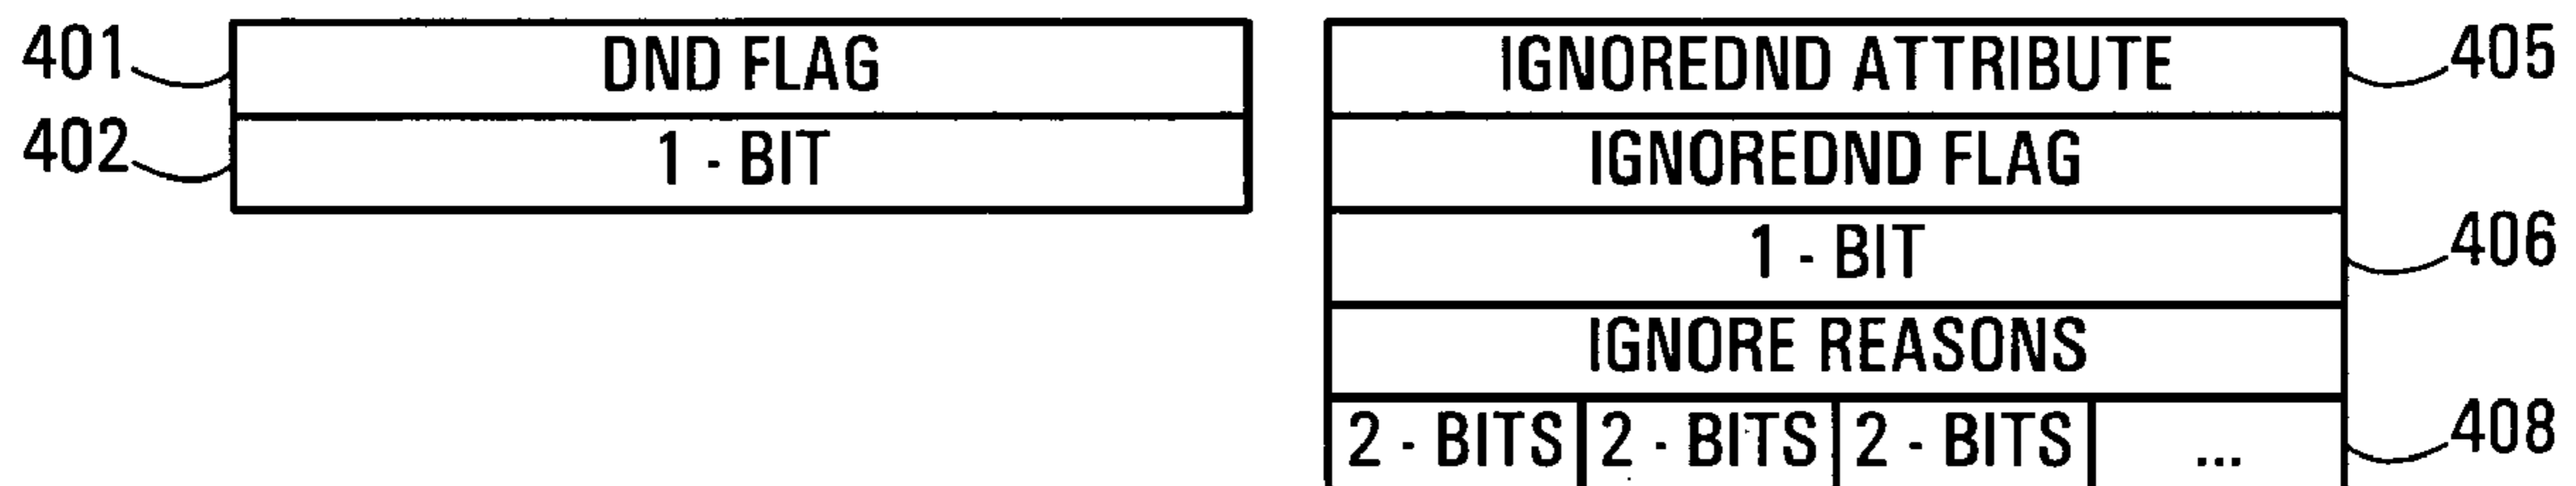 401 DND FLAG IGNOREDND ATTRIBUTE 405
402 1 - BIT IGNOREDND FLAG
1 - BIT 406
IGNORE REASONS
2 - BITS 2 - BITS 2 - BITS ... 408